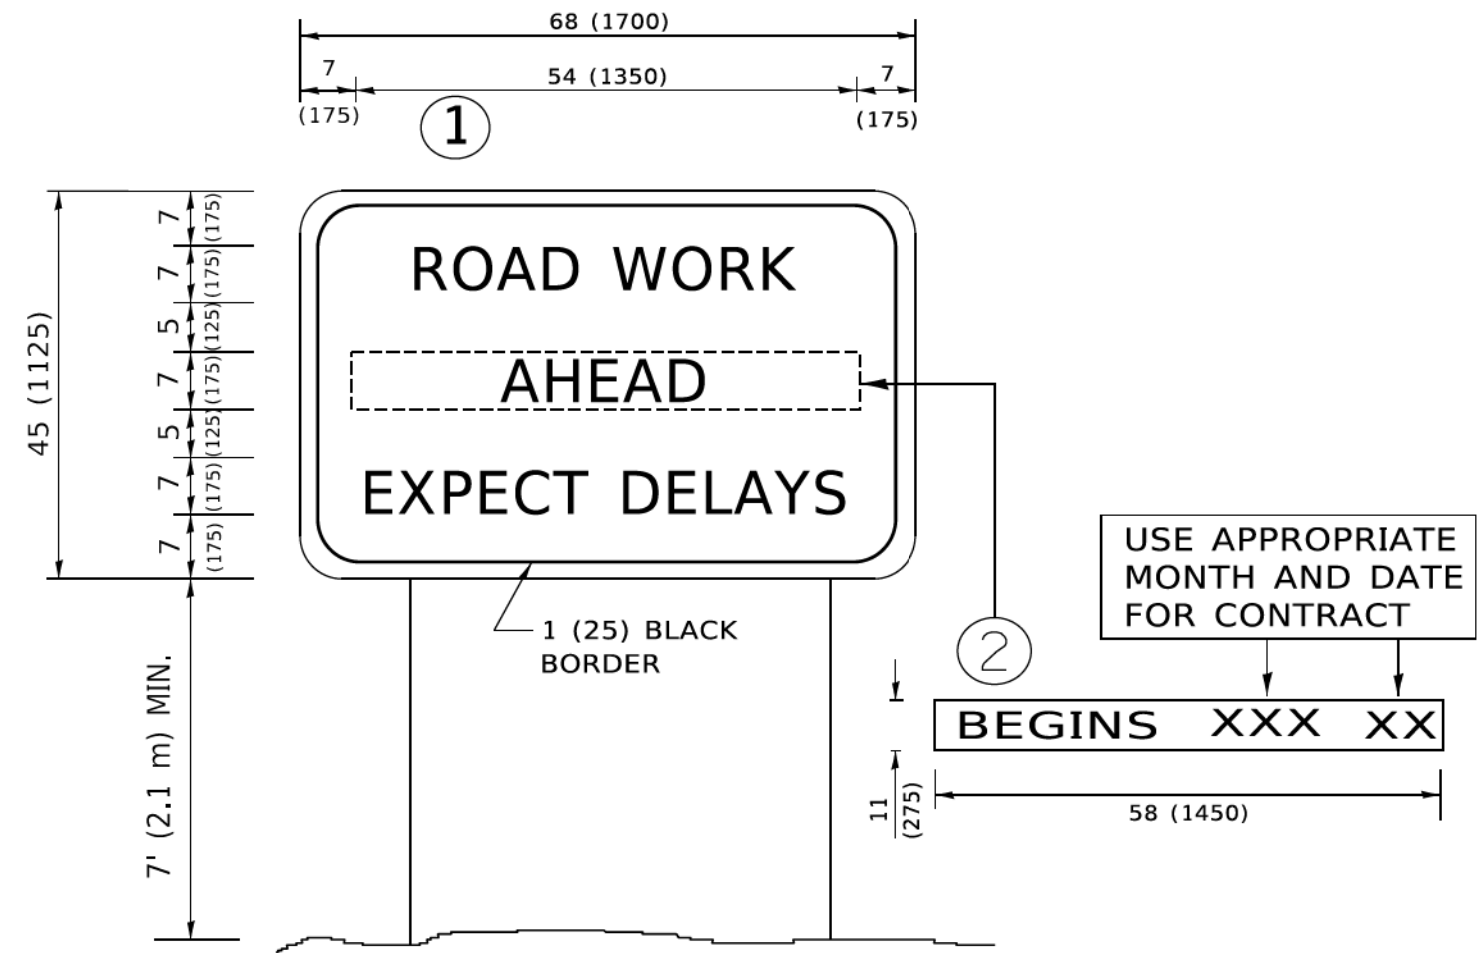 68 (1700)
7
54 (1350)
7
(175)
(175)
1
7
(175)
7
(175)
5
(125)
7
(175)
5
(125)
7
(175)
7
(175)
45 (1125)
ROAD WORK
AHEAD
EXPECT DELAYS
1 (25) BLACK
BORDER
7' (2.1 m) MIN.
2
USE APPROPRIATE
MONTH AND DATE
FOR CONTRACT
BEGINS XXX XX
11
(275)
58 (1450)